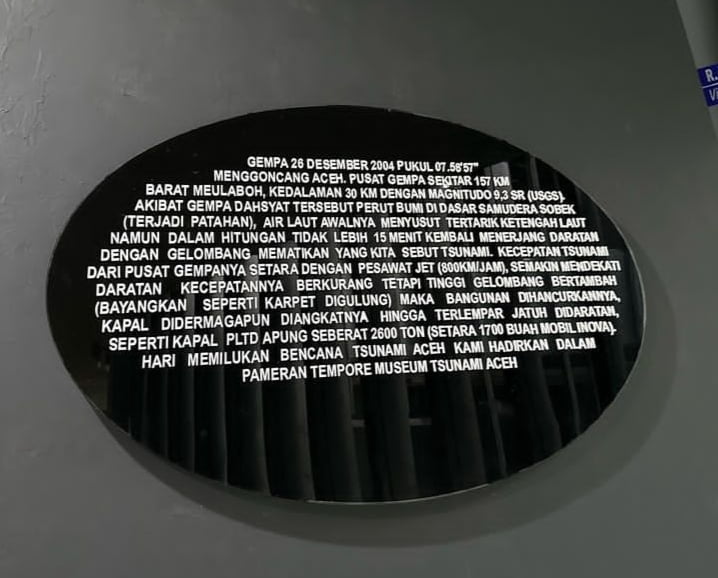 GEMPA 26 DESEMBER 2004 PUKUL 07.58'57"
MENGGONCANG ACEH. PUSAT GEMPA SEKITAR 157 KM
BARAT MEULABOH, KEDALAMAN 30 KM DENGAN MAGNITUDO 9,3 SR (USGS).
AKIBAT GEMPA DAHSYAT TERSEBUT PERUT BUMI DI DASAR SAMUDERA SOBEK
(TERJADI PATAHAN), AIR LAUT AWALNYA MENYUSUT TERTARIK KETENGAH LAUT
NAMUN DALAM HITUNGAN TIDAK LEBIH 15 MENIT KEMBALI MENERJANG DARATAN
DENGAN GELOMBANG MEMATIKAN YANG KITA SEBUT TSUNAMI. KECEPATAN TSUNAMI
DARI PUSAT GEMPANYA SETARA DENGAN PESAWAT JET (800KM/JAM), SEMAKIN MENDEKATI
DARATAN KECEPATANNYA BERKURANG TETAPI TINGGI GELOMBANG BERTAMBAH
(BAYANGKAN SEPERTI KARPET DIGULUNG) MAKA BANGUNAN DIHANCURKANNYA,
KAPAL DIDERMAGAPUN DIANGKATNYA HINGGA TERLEMPAR JATUH DIDARATAN,
SEPERTI KAPAL PLTD APUNG SEBERAT 2600 TON (SETARA 1700 BUAH MOBIL INOVA).
HARI MEMILUKAN BENCANA TSUNAMI ACEH KAMI HADIRKAN DALAM
PAMERAN TEMPORE MUSEUM TSUNAMI ACEH
R.